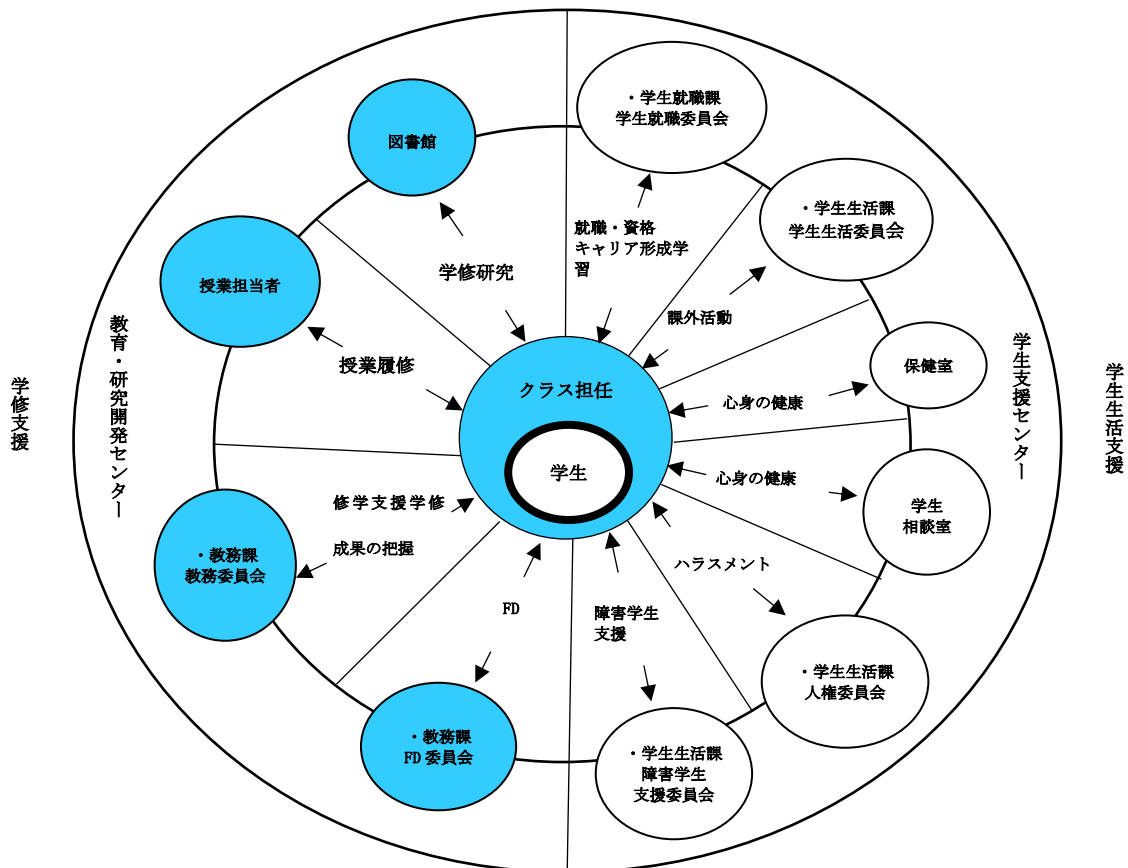 ・学生就職課
学生就職委員会
図書館
・学生生活課
学生生活委員会
就職・資格
キャリア形成学
習
学修研究
授業担当者
課外活動
教育・研究開発センター
学生支援センター
学修支援
学生生活支援
授業履修
クラス担任
保健室
心身の健康
学生
心身の健康
学生
相談室
修学支援学修
成果の把握
・教務課
教務委員会
ハラスメント
FD
障害学生
支援
・学生生活課
人権委員会
・教務課
FD 委員会
・学生生活課
障害学生
支援委員会